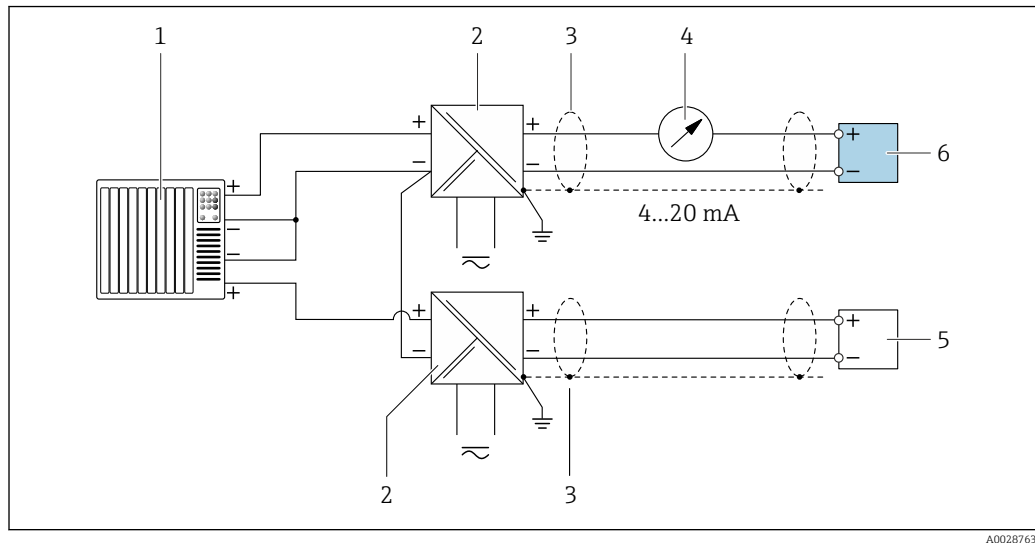 1 2 3 4
+ +
+ + 6
− − −
+
−
4...20 mA
−
+
+ + + 5
− − −
2 3
A0028763